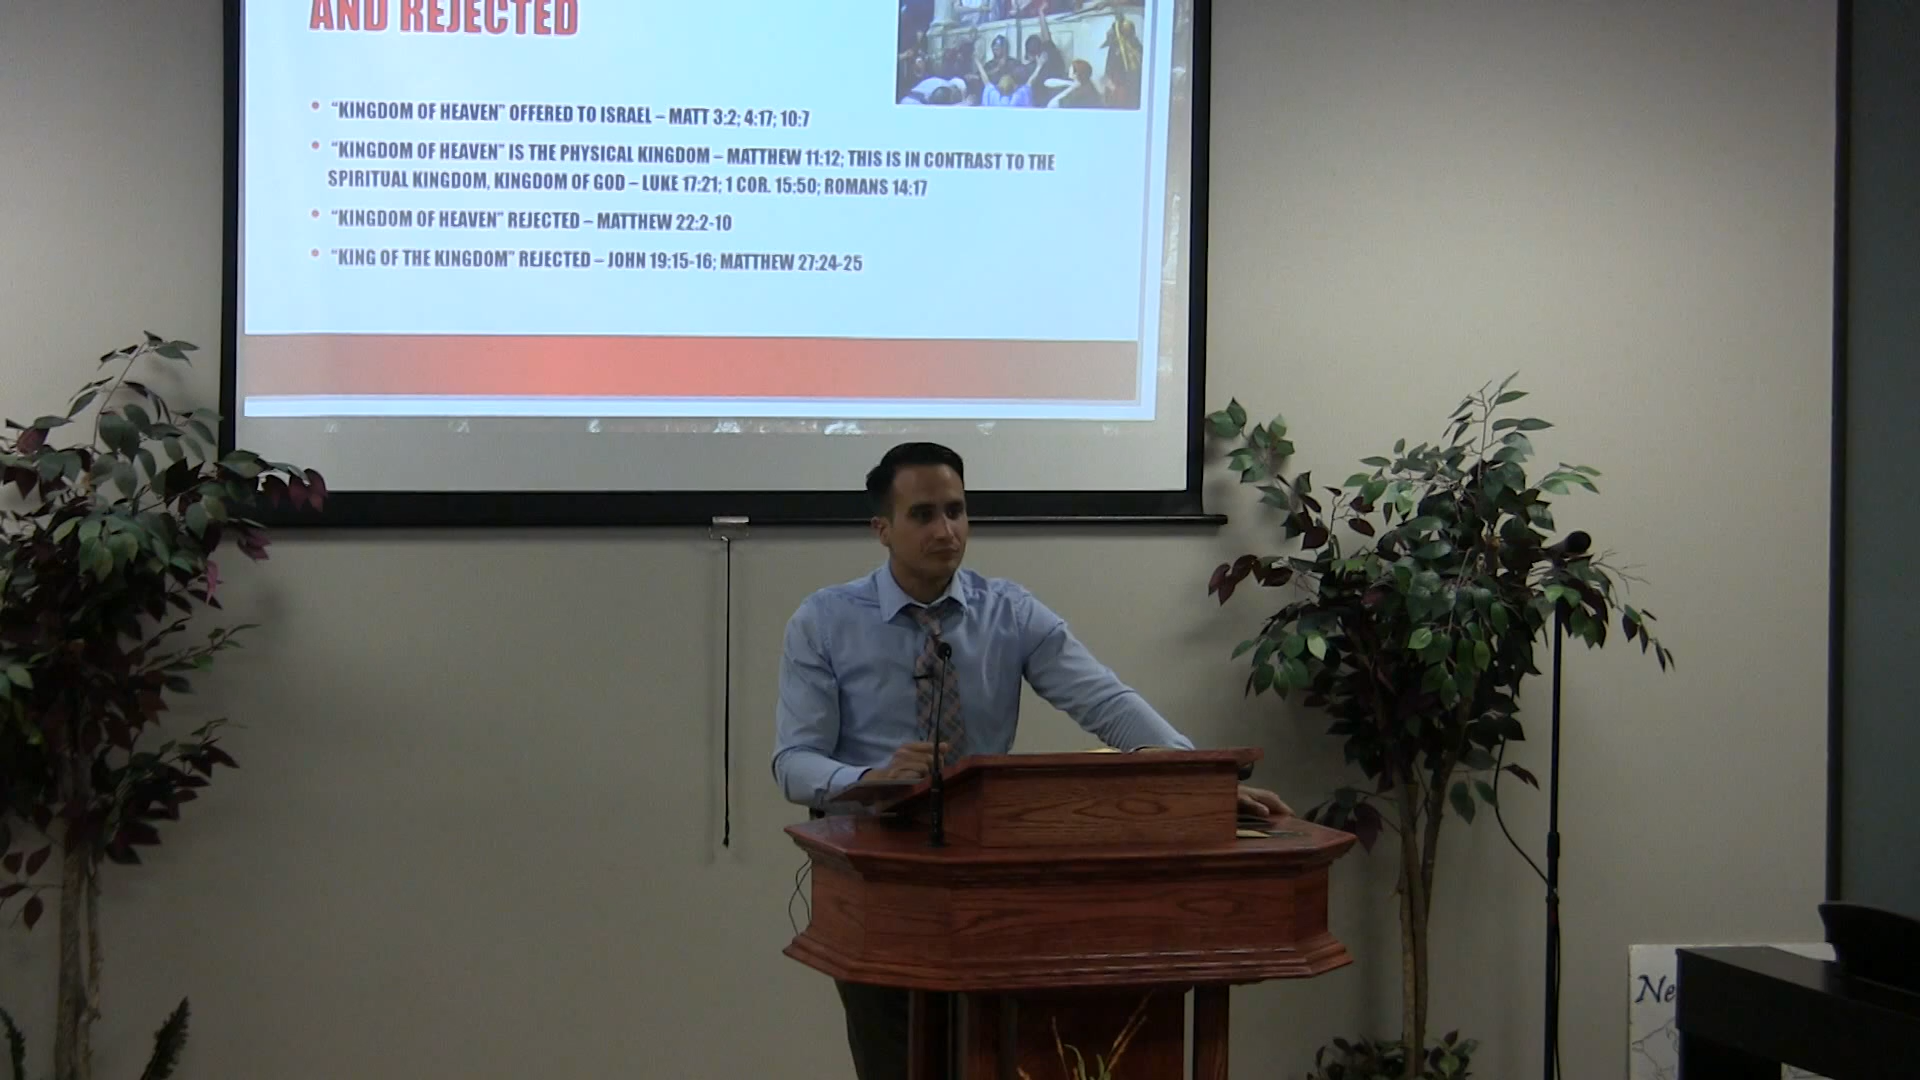 AND REJECTED
• "KINGDOM OF HEAVEN" OFFERED TO ISRAEL – MATT 3:2; 4:17; 10:7
• "KINGDOM OF HEAVEN" IS THE PHYSICAL KINGDOM – MATTHEW 11:12; THIS IS IN CONTRAST TO THE
SPIRITUAL KINGDOM, KINGDOM OF GOD – LUKE 17:21; 1 COR. 15:50; ROMANS 14:17
• "KINGDOM OF HEAVEN" REJECTED – MATTHEW 22:2-10
• "KING OF THE KINGDOM" REJECTED – JOHN 19:15-16; MATTHEW 27:24-25
Ne